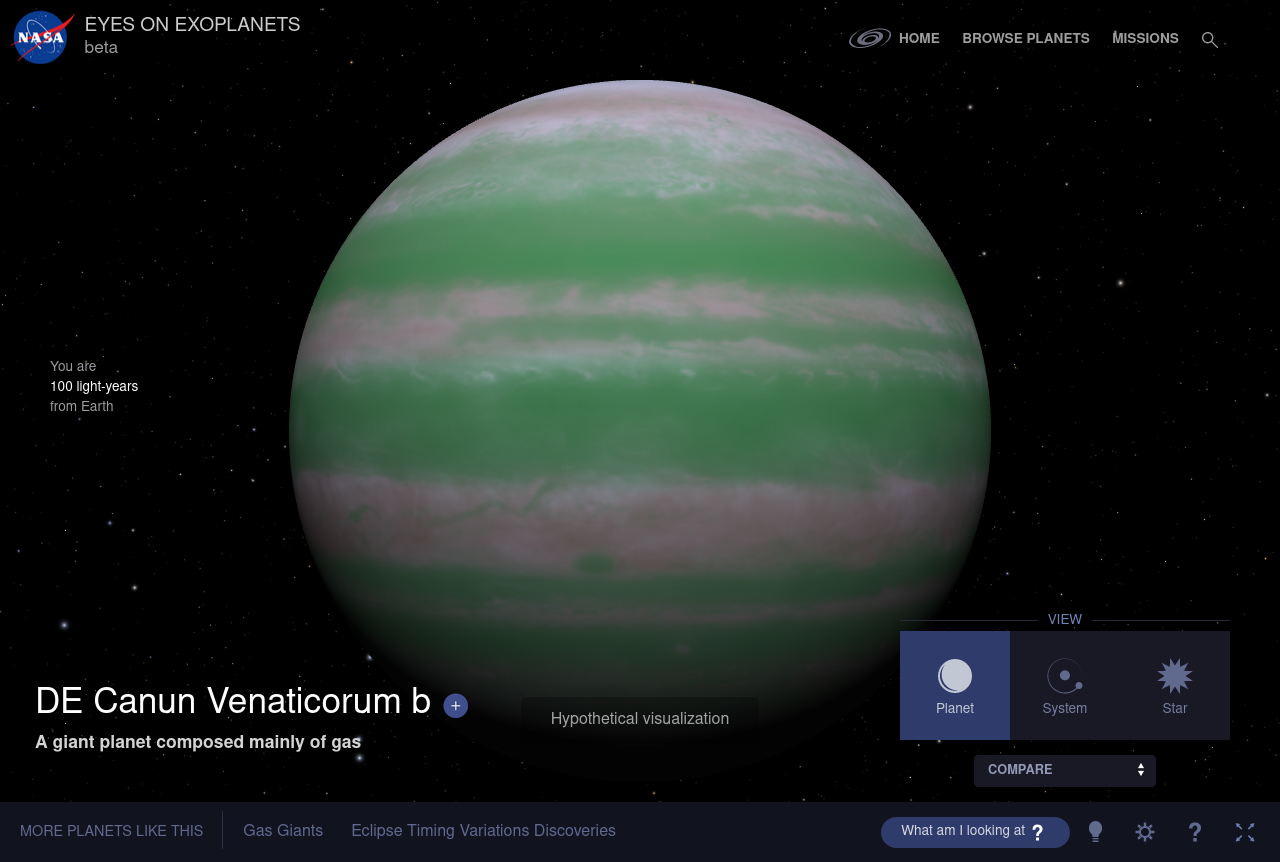 NASA
EYES ON EXOPLANETS
beta
HOME
BROWSE PLANETS
MISSIONS
You are
100 light-years
from Earth
VIEW
Planet
System
Star
DE Canun Venaticorum b +
A giant planet composed mainly of gas
Hypothetical visualization
COMPARE
MORE PLANETS LIKE THIS
Gas Giants
Eclipse Timing Variations Discoveries
What am I looking at ?
?